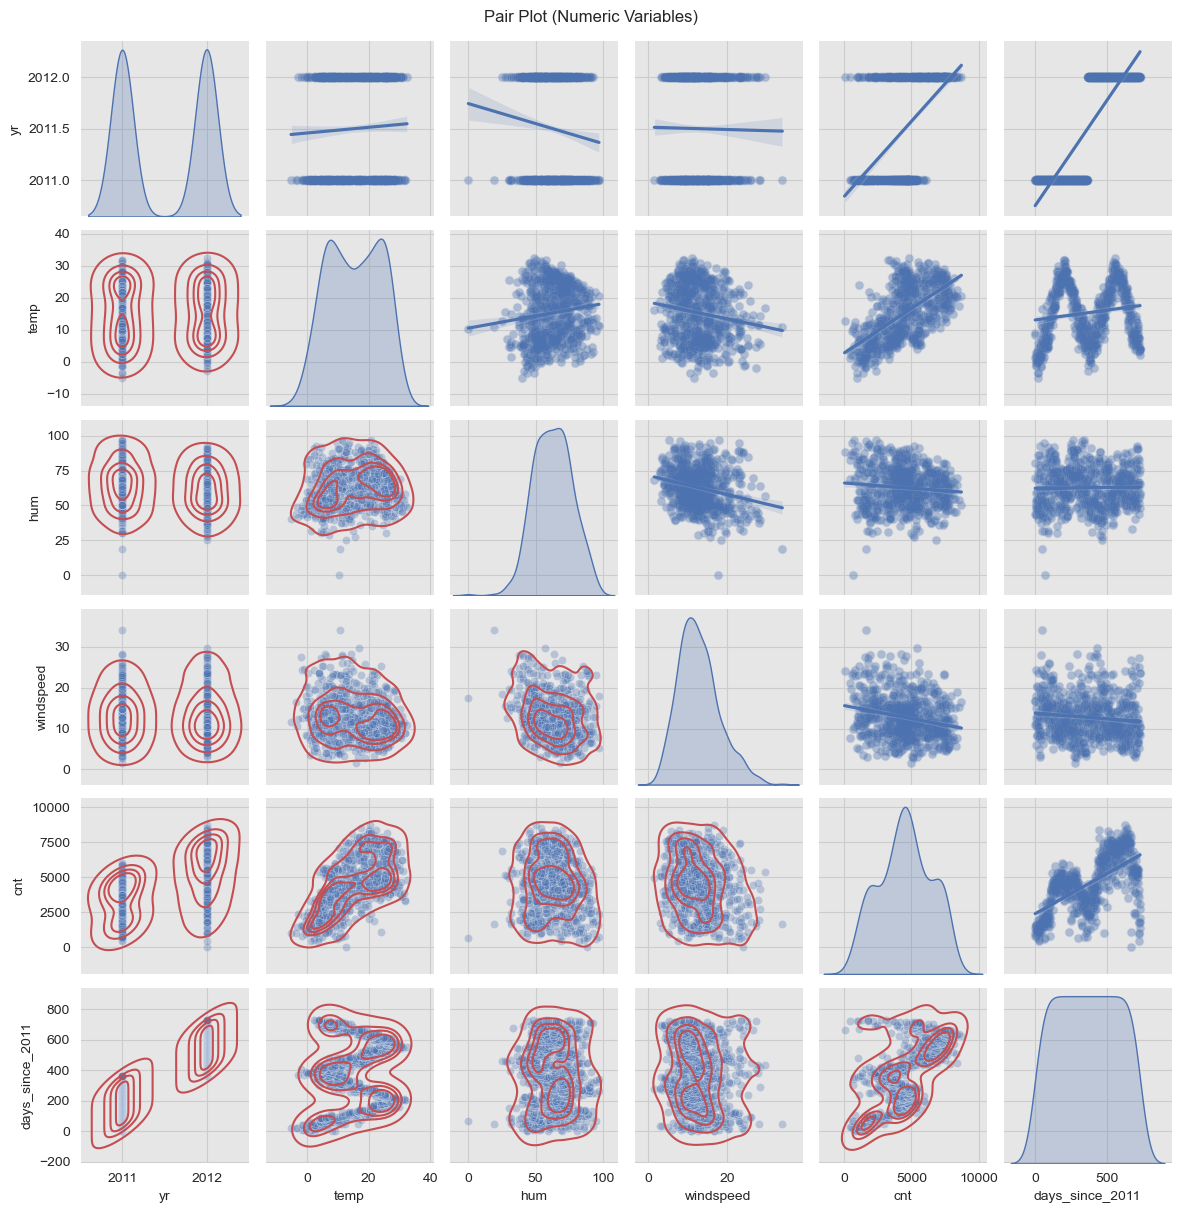 Pair Plot (Numeric Variables)
2012.0
2011.5
2011.0
yr
40
30
20
10
0
−10
temp
100
75
50
25
0
hum
30
20
10
0
windspeed
10000
7500
5000
2500
0
cnt
800
600
400
200
0
−200
days_since_2011
2011 2012
0 20 40
0 50 100
0 20
0 5000 10000
0 500
yr temp hum windspeed cnt days_since_2011